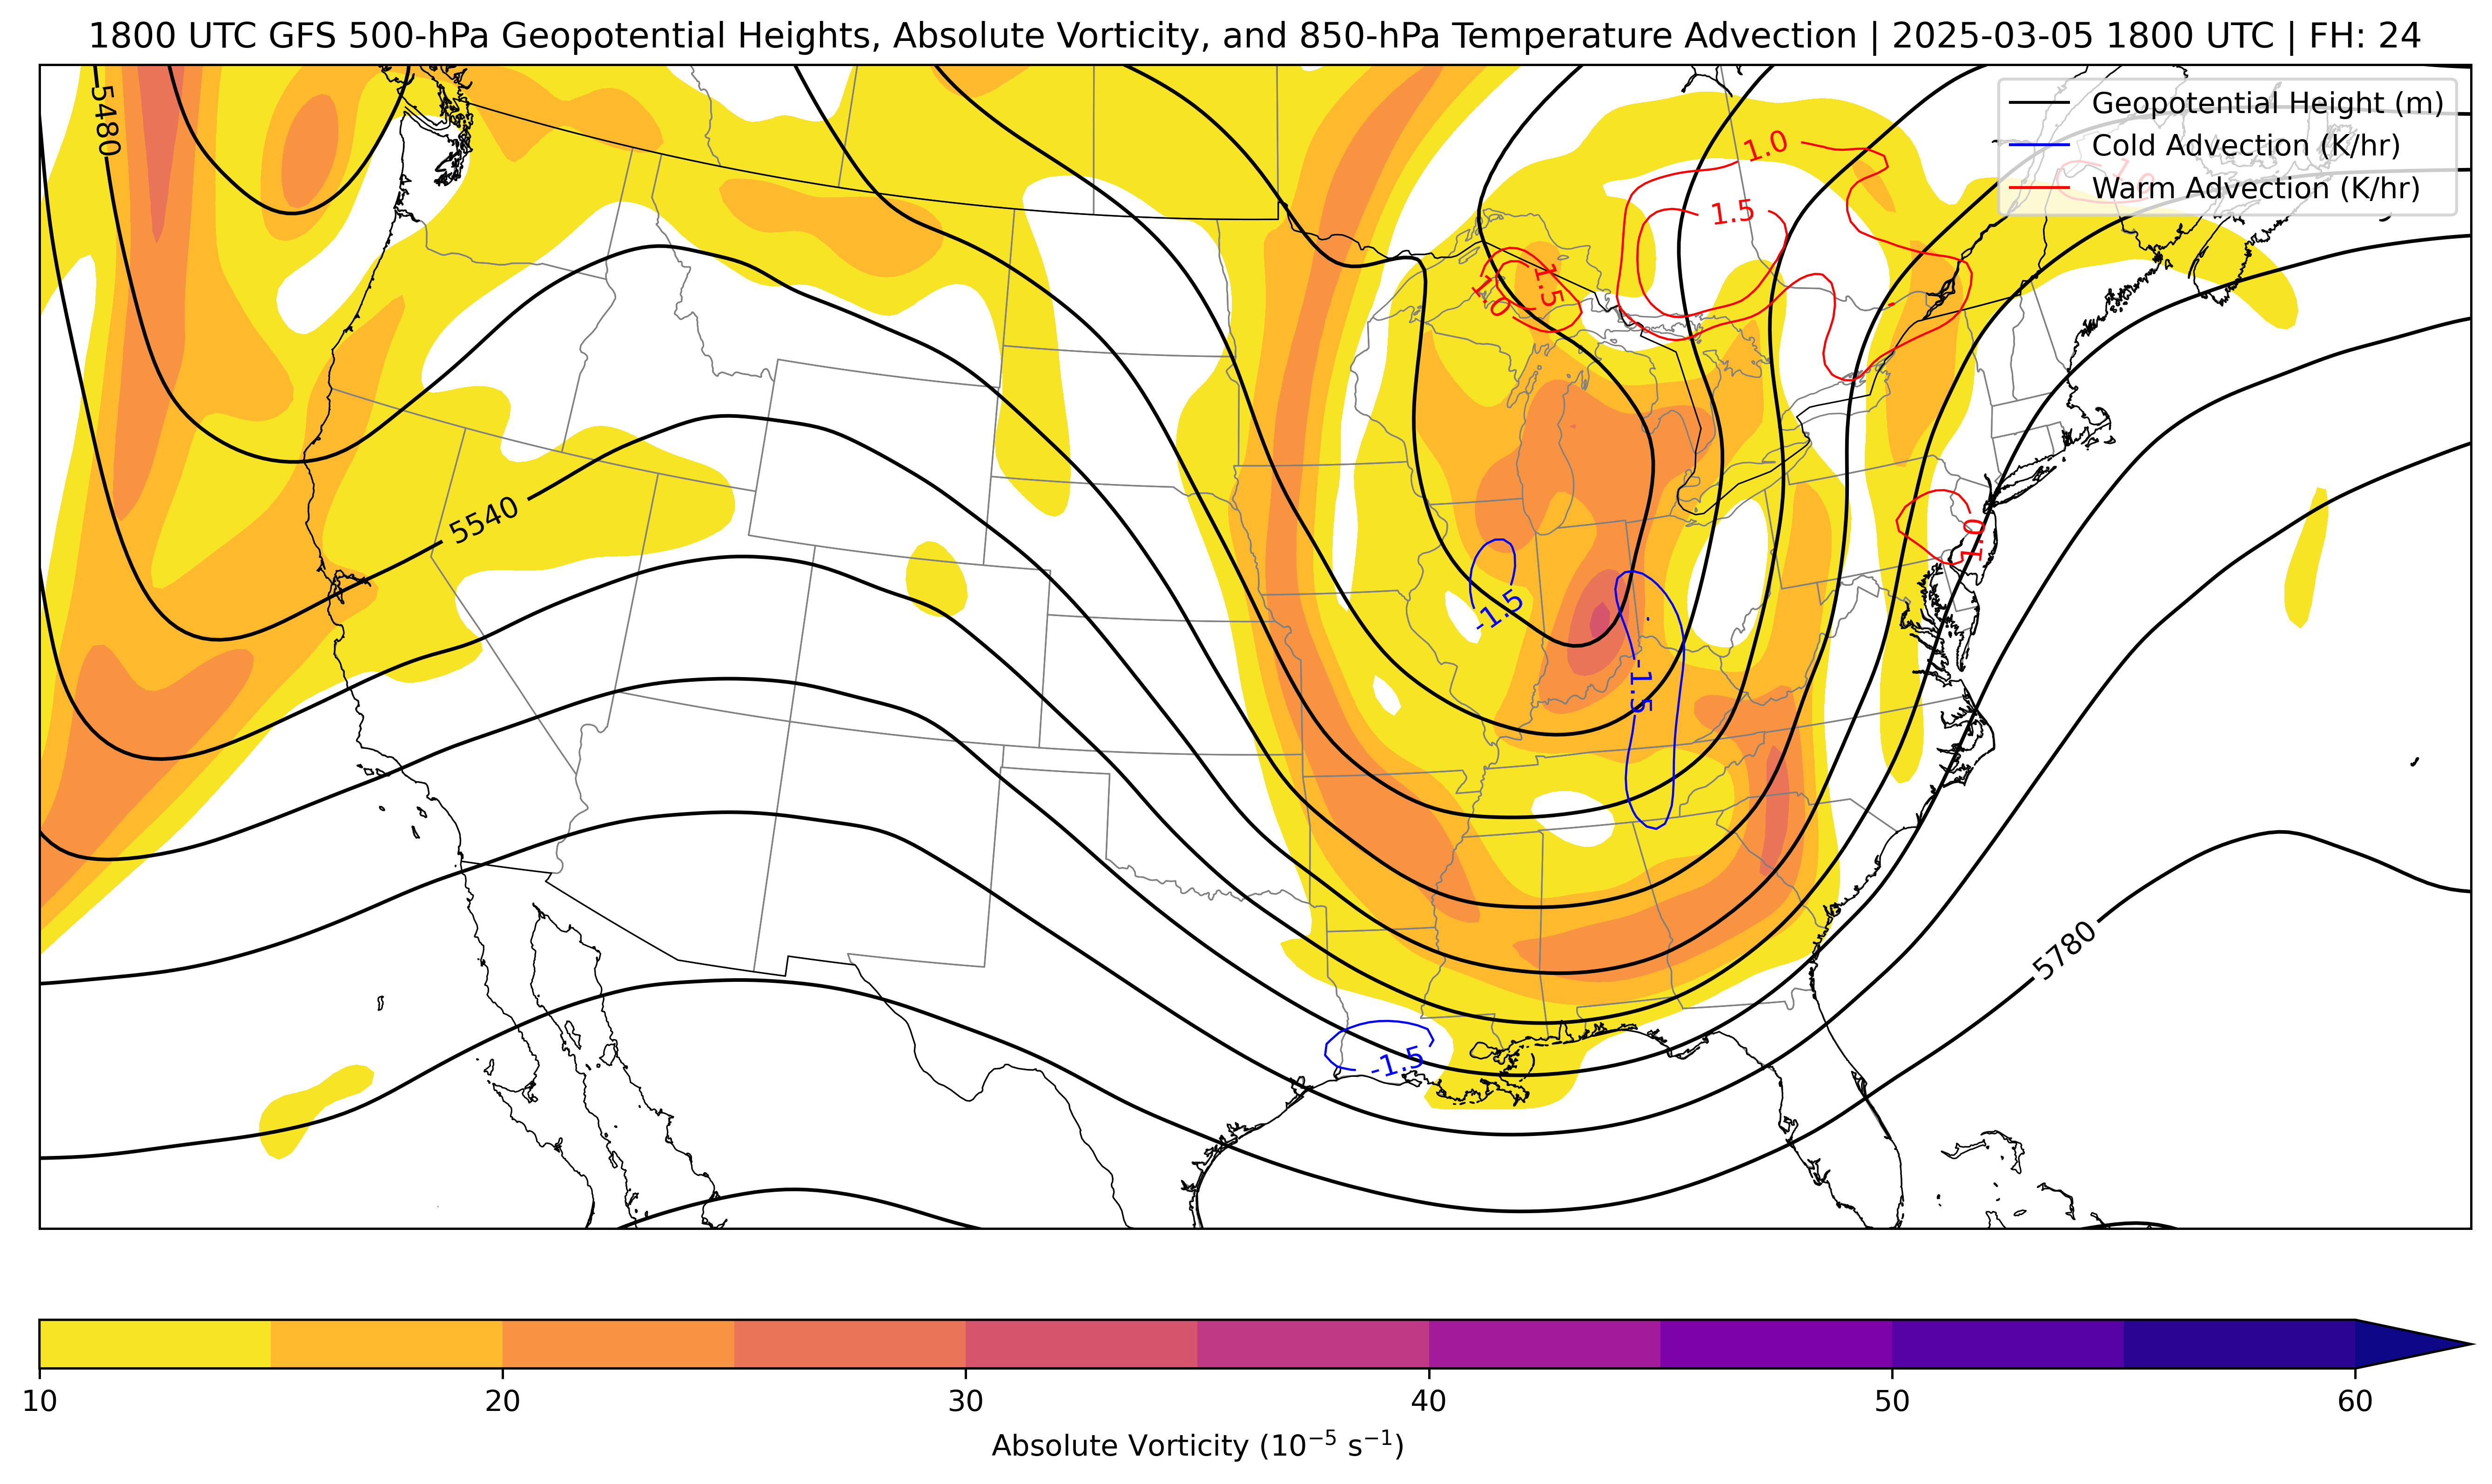 1800 UTC GFS 500-hPa Geopotential Heights, Absolute Vorticity, and 850-hPa Temperature Advection | 2025-03-05 1800 UTC | FH: 24
Geopotential Height (m)
Cold Advection (K/hr)
Warm Advection (K/hr)
5480
1.0
1.0
1.5
1.5
1.0
5540
1.0
-1.5
-1.5
5780
-1.5
10 20 30 40 50 60
Absolute Vorticity (10⁻⁵ s⁻¹)